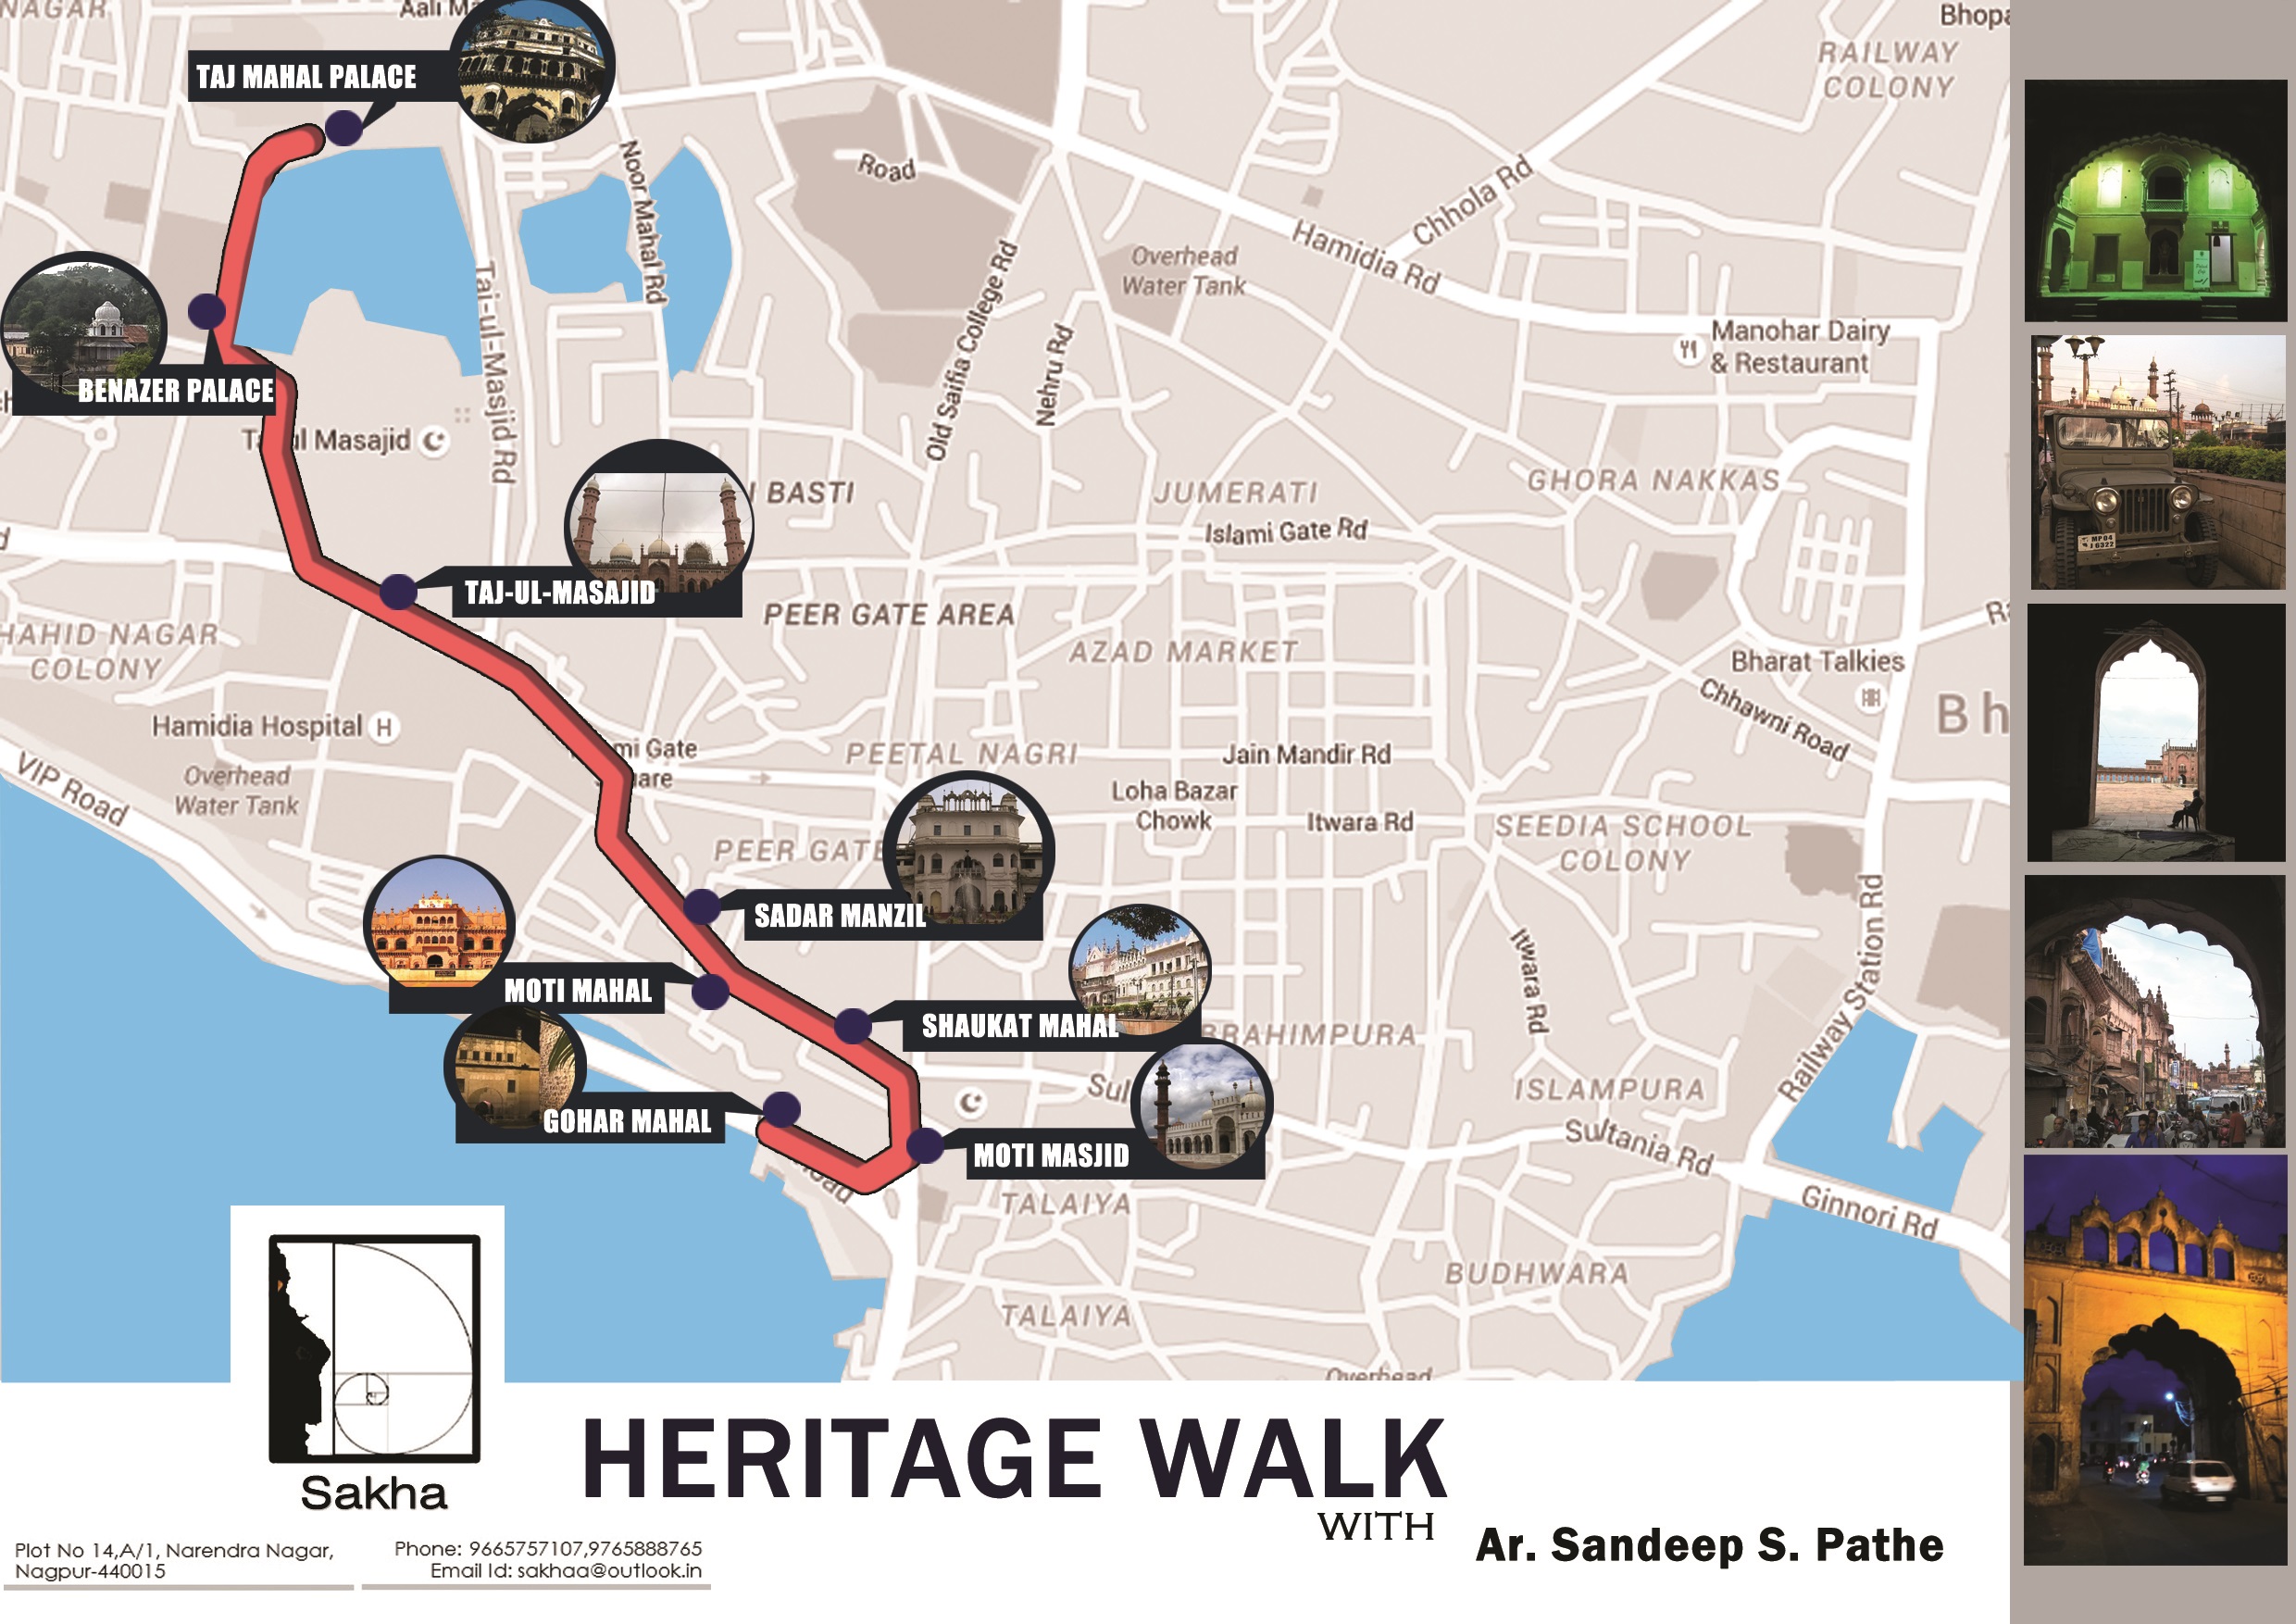 NAGAR
Bhopa
RAILWAY
COLONY
TAJ MAHAL PALACE
Road
Noor Mahal Rd
Chhola Rd
Hamidia Rd
Overhead
Water Tank
Old Saifia College Rd
Nehru Rd
Taj-ul-Masjid Rd
Manohar Dairy
& Restaurant
BENAZER PALACE
ul Masajid
BASTI
JUMERATI
GHORA NAKKAS
Islami Gate Rd
MP04
TAJ-UL-MASAJID
PEER GATE AREA
HAHID NAGAR
COLONY
AZAD MARKET
Bharat Talkies
Chhawni Road
Bh
Hamidia Hospital H
mi Gate
PEETAL NAGRI
Jain Mandir Rd
VIP Road
Overhead
Water Tank
Loha Bazar
Chowk
Itwara Rd
SEEDIA SCHOOL
COLONY
PEER GATE
SADAR MANZIL
Itwara Rd
Railway Station Rd
MOTI MAHAL
SHAUKAT MAHAL
BRAHIMPURA
Sul
ISLAMPURA
GOHAR MAHAL
MOTI MASJID
Sultania Rd
Ginnori Rd
TALAIYA
BUDHWARA
TALAIYA
Overhead
Sakha
HERITAGE WALK
WITH
Ar. Sandeep S. Pathe
Plot No 14,A/1, Narendra Nagar,
Nagpur-440015
Phone: 9665757107,9765888765
Email Id: sakhaa@outlook.in